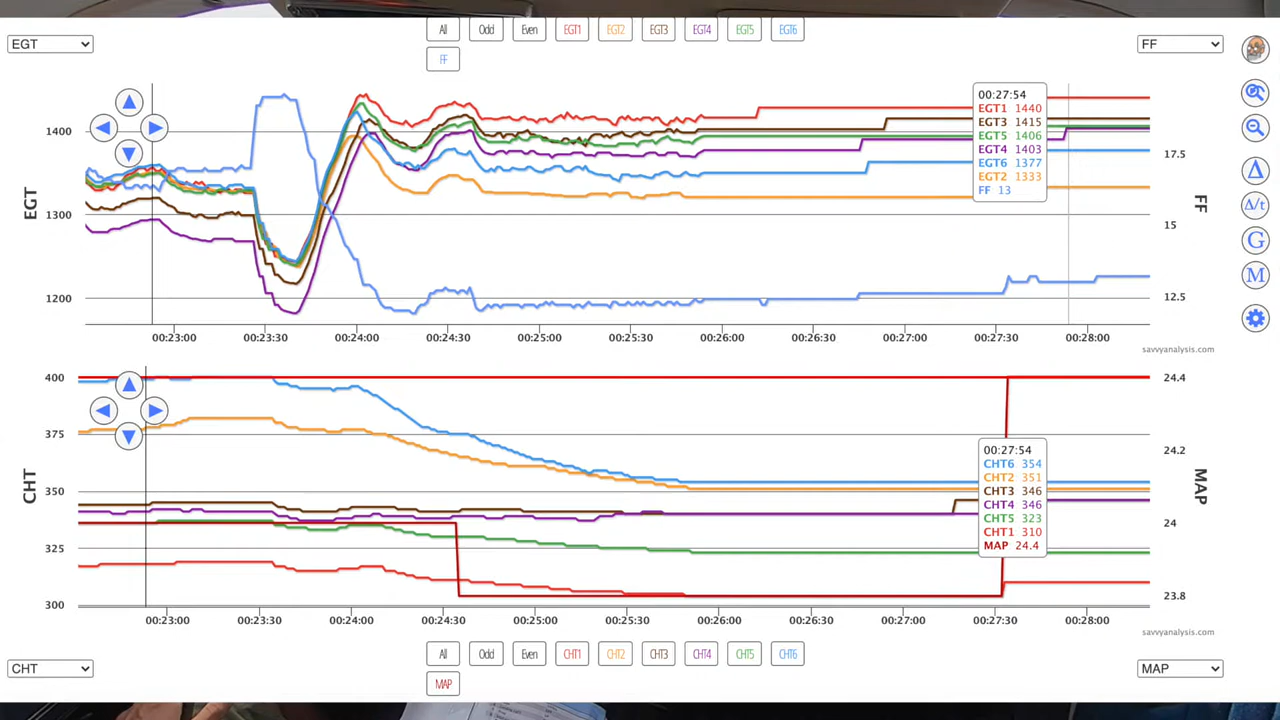 All Odd Even EGT1 EGT2 EGT3 EGT4 EGT5 EGT6
FF
EGT
FF
EGT
1400
1300
1200
FF
17.5
15
12.5
00:27:54
EGT1 1440
EGT3 1415
EGT5 1406
EGT4 1403
EGT6 1377
EGT2 1333
FF 13
00:23:00 00:23:30 00:24:00 00:24:30 00:25:00 00:25:30 00:26:00 00:26:30 00:27:00 00:27:30 00:28:00
savvyanalysis.com
Δ
Δ/t
G
M
CHT
400
375
350
325
300
MAP
24.4
24.2
24
23.8
00:27:54
CHT6 354
CHT2 351
CHT3 346
CHT4 346
CHT5 323
CHT1 310
MAP 24.4
00:23:00 00:23:30 00:24:00 00:24:30 00:25:00 00:25:30 00:26:00 00:26:30 00:27:00 00:27:30 00:28:00
savvyanalysis.com
All Odd Even CHT1 CHT2 CHT3 CHT4 CHT5 CHT6
MAP
CHT
MAP